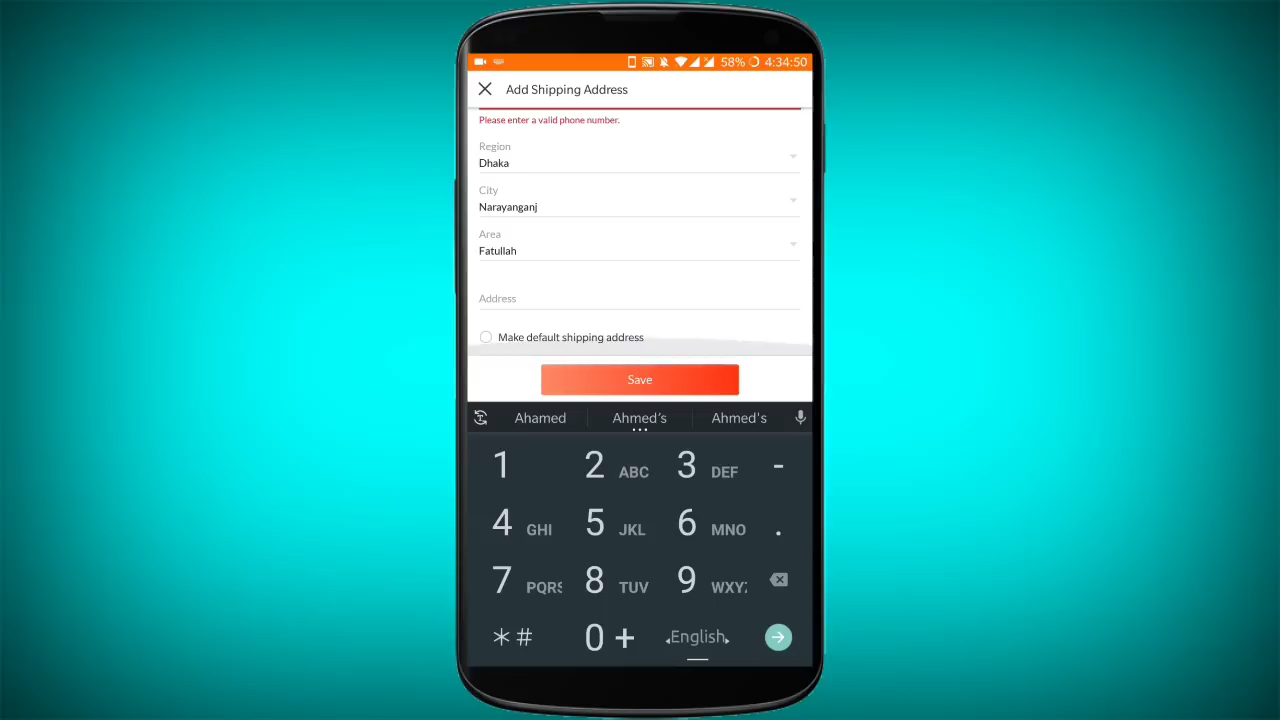 58% 4:34:50
Add Shipping Address
Please enter a valid phone number.
Region
Dhaka
City
Narayanganj
Area
Fatullah
Address
Make default shipping address
Save
Ahamed Ahmed’s Ahmed's
1 2 ABC 3 DEF -
4 GHI 5 JKL 6 MNO .
7 PQRS 8 TUV 9 WXYZ
*# 0 + English